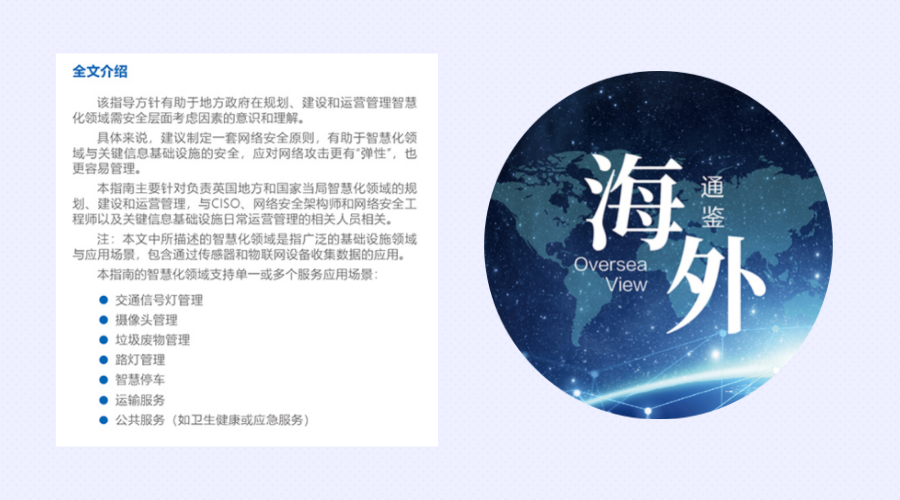 全文介绍
该指导方针有助于地方政府在规划、建设和运营管理智慧
化领域需安全层面考虑因素的意识和理解。
具体来说，建议制定一套网络安全原则，有助于智慧化领
域与关键信息基础设施的安全，应对网络攻击更有“弹性”，也
更容易管理。
本指南主要针对负责英国地方和国家当局智慧化领域的规
划、建设和运营管理，与CISO、网络安全架构师和网络安全工
程师以及关键信息基础设施日常运营管理的相关人员相关。
注：本文中所描述的智慧化领域是指广泛的基础设施领域
与应用场景，包含通过传感器和物联网设备收集数据的应用。
本指南的智慧化领域支持单一或多个服务应用场景：
● 交通信号灯管理
● 摄像头管理
● 垃圾废物管理
● 路灯管理
● 智慧停车
● 运输服务
● 公共服务（如卫生健康或应急服务）
海外
通鉴
Oversea
View